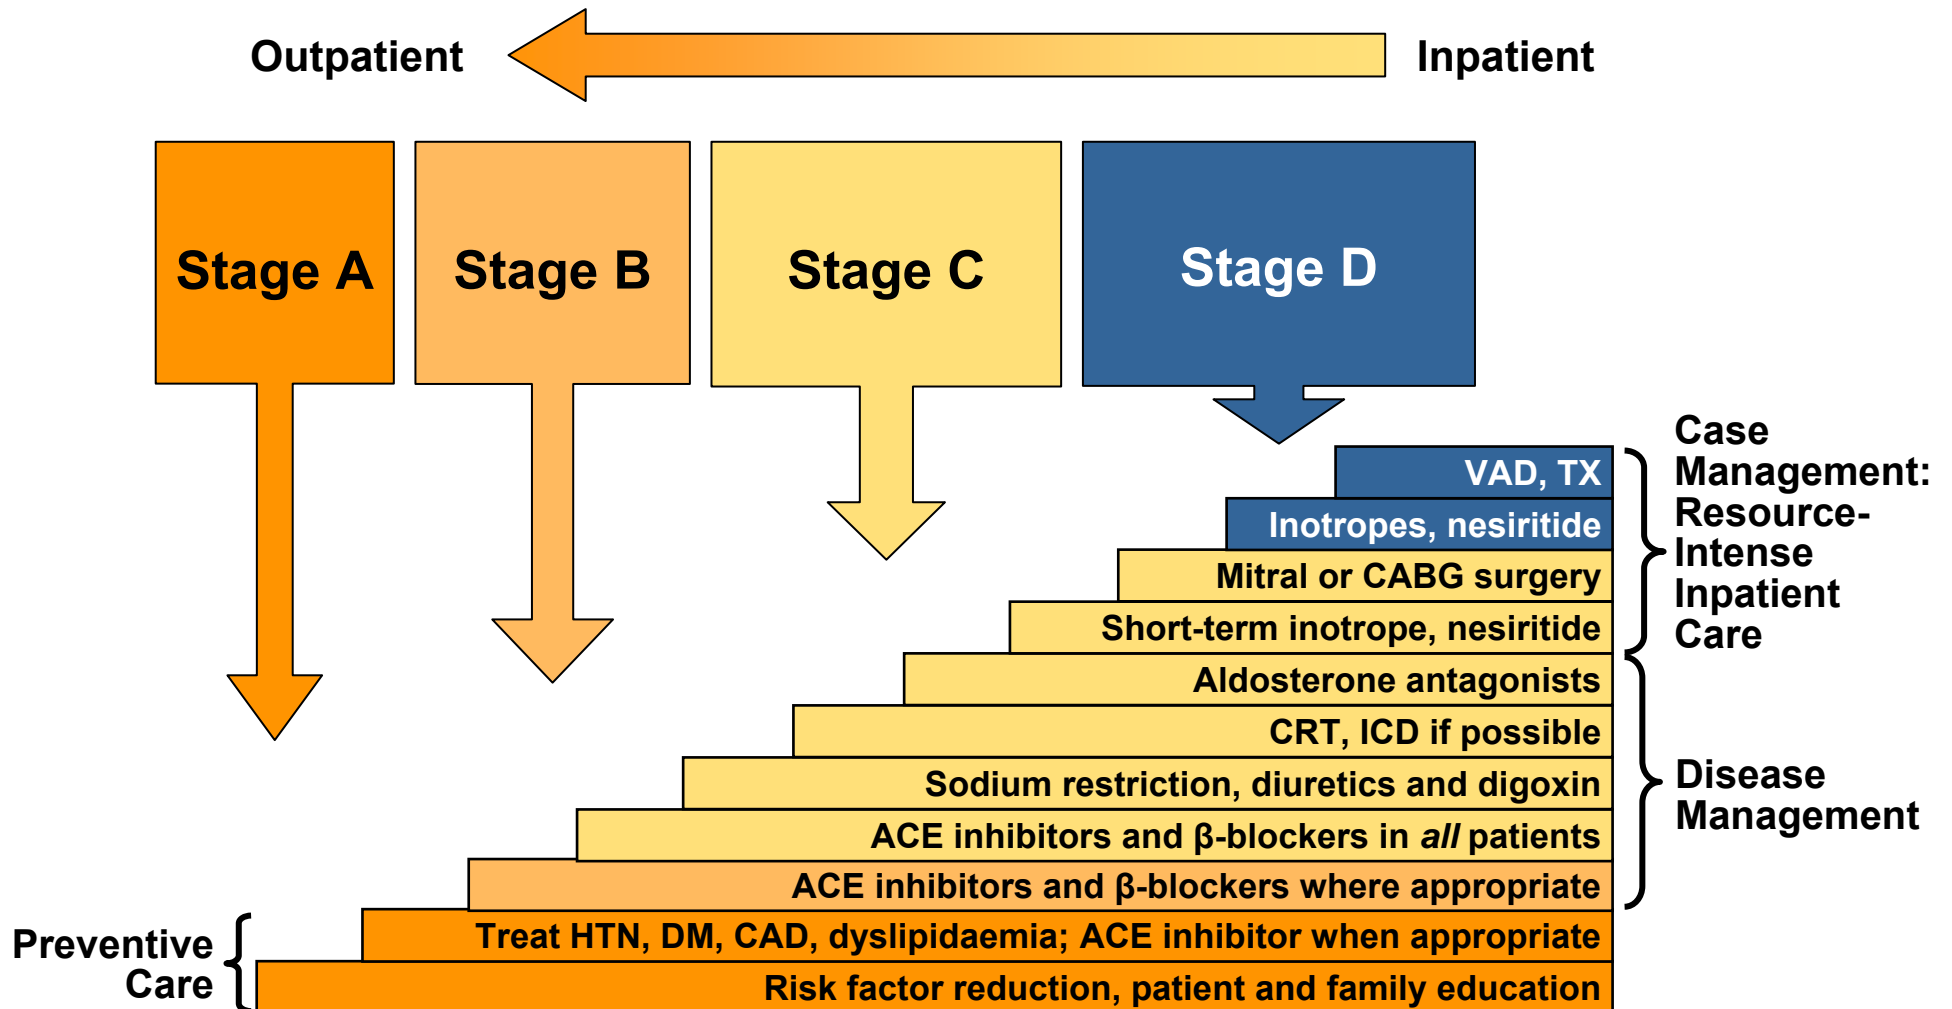 Outpatient
Inpatient
Stage A
Stage B
Stage C
Stage D
VAD, TX
Inotropes, nesiritide
Mitral or CABG surgery
Short-term inotrope, nesiritide
Aldosterone antagonists
CRT, ICD if possible
Sodium restriction, diuretics and digoxin
ACE inhibitors and β-blockers in all patients
ACE inhibitors and β-blockers where appropriate
Treat HTN, DM, CAD, dyslipidaemia; ACE inhibitor when appropriate
Risk factor reduction, patient and family education
Case
Management:
Resource-
Intense
Inpatient
Care
Disease
Management
Preventive
Care